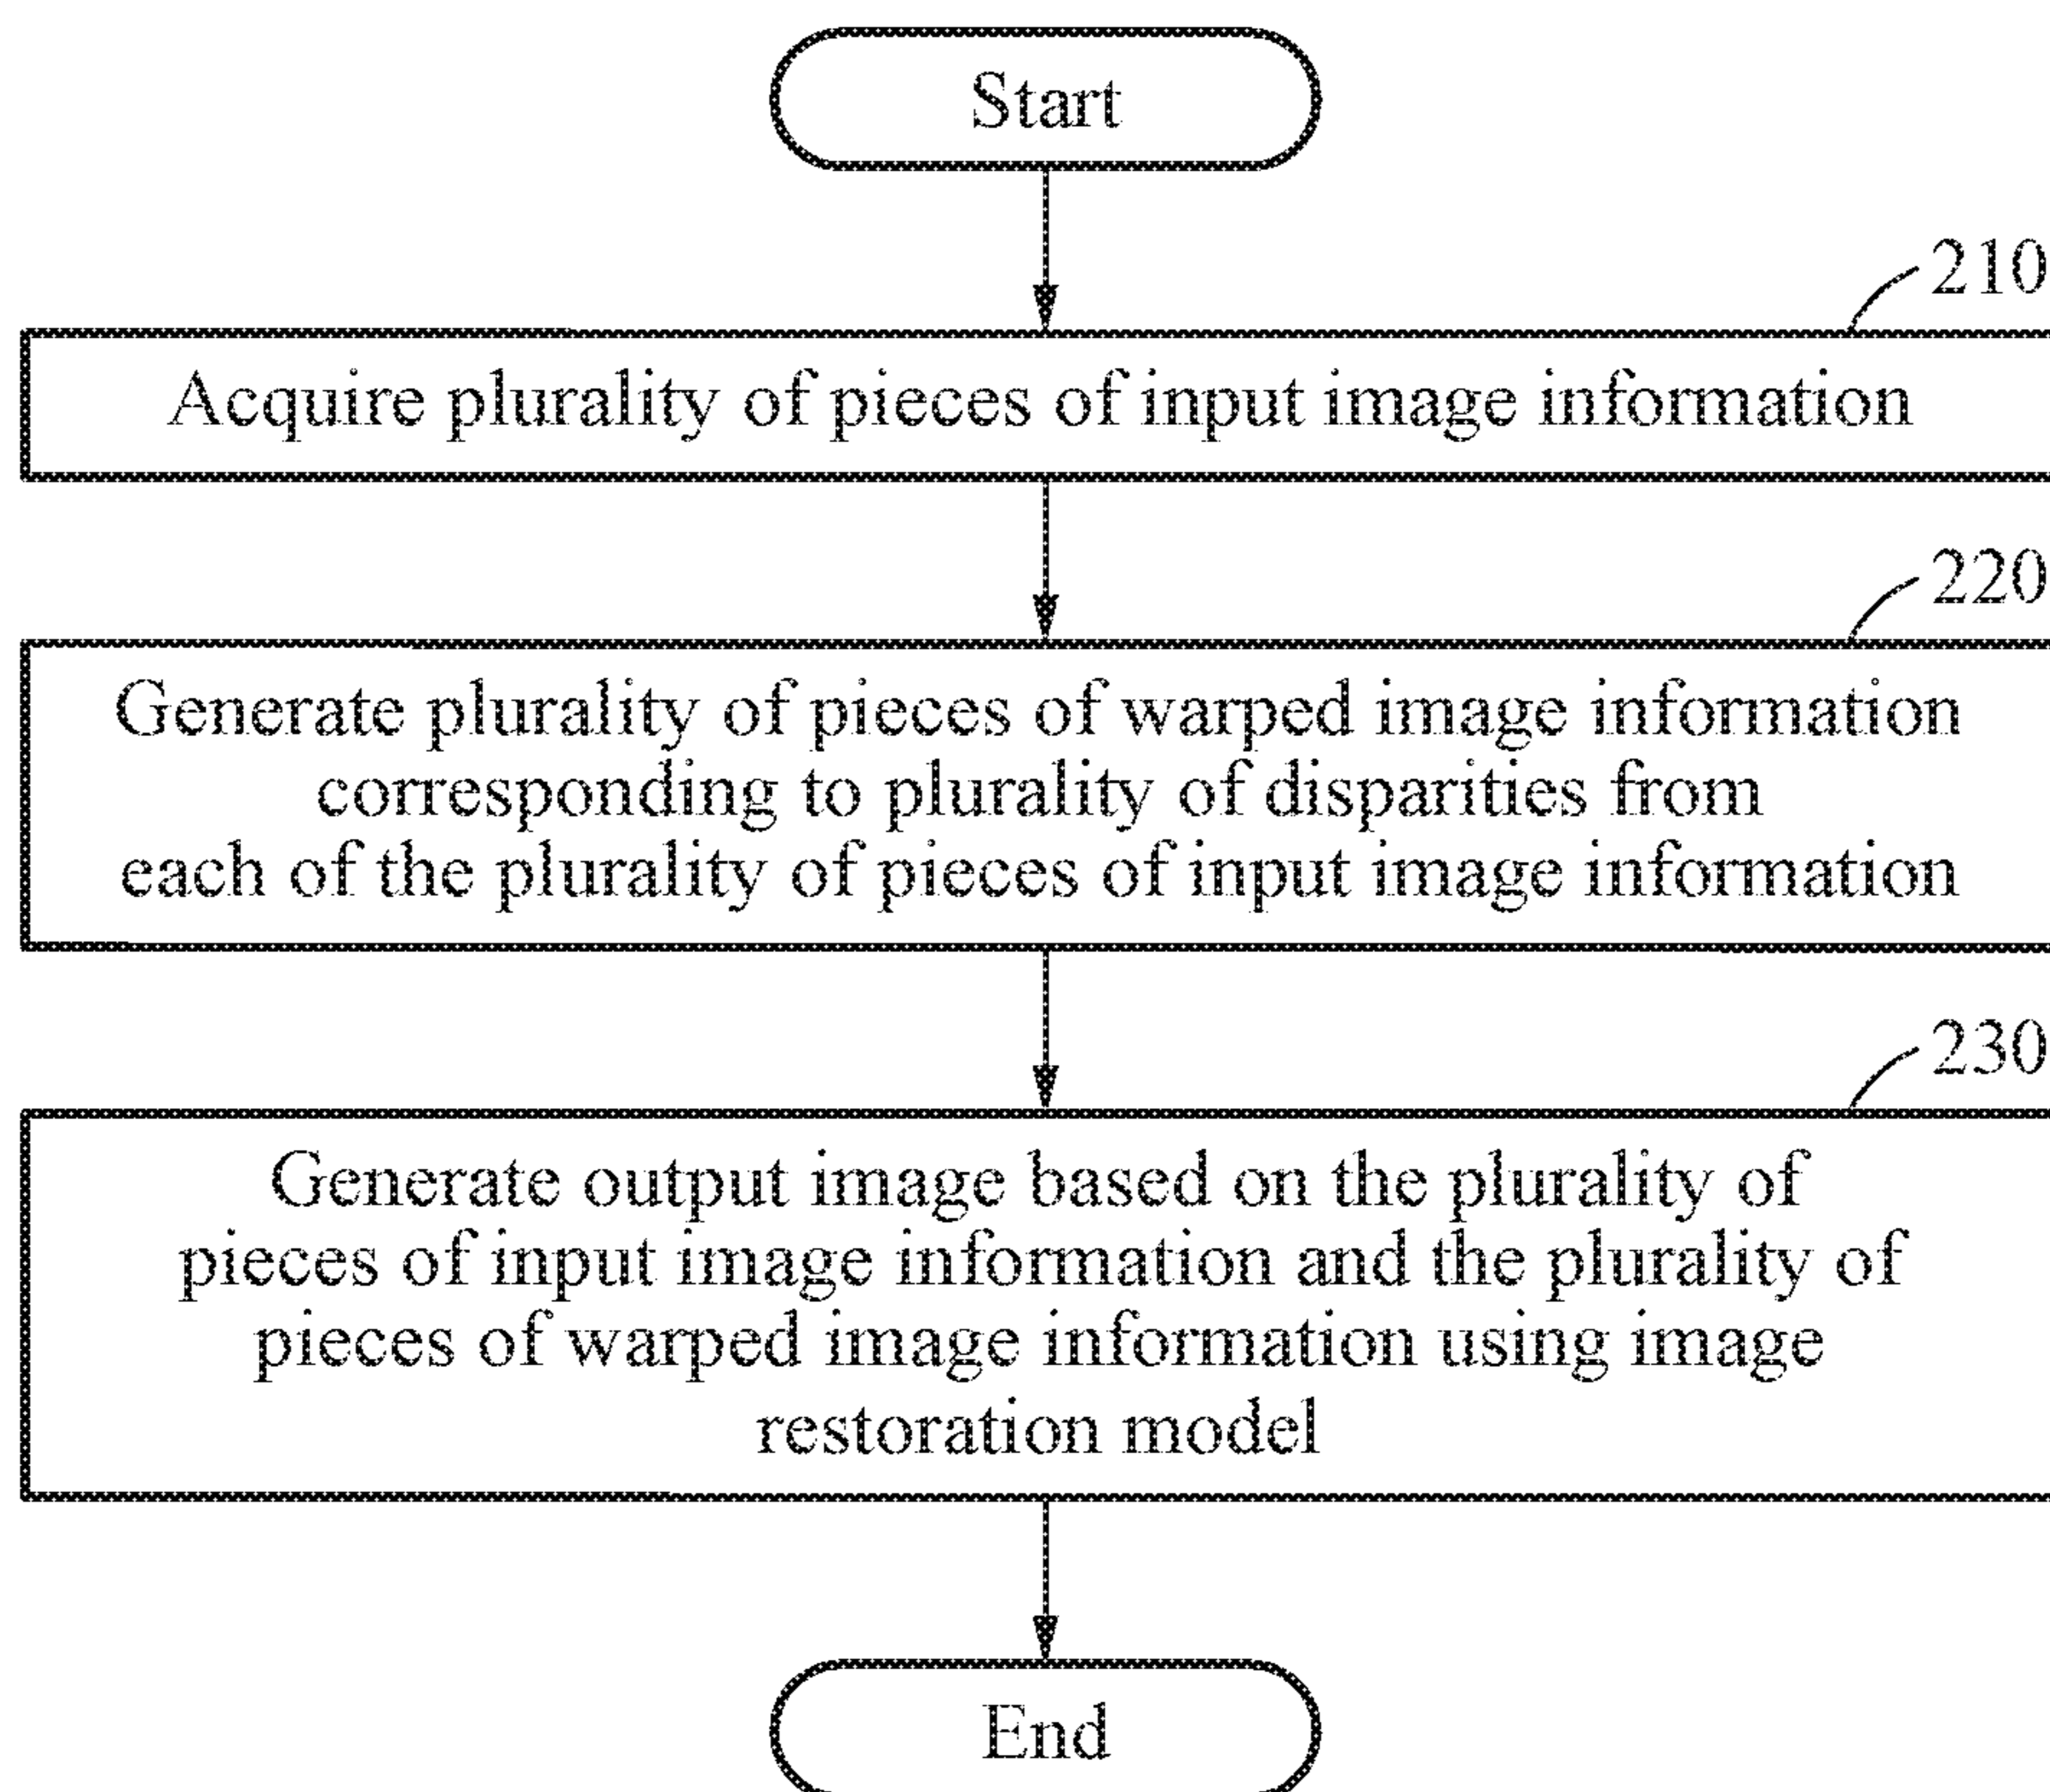 Start
210
Acquire plurality of pieces of input image information
220
Generate plurality of pieces of warped image information
corresponding to plurality of disparities from
each of the plurality of pieces of input image information
230
Generate output image based on the plurality of
pieces of input image information and the plurality of
pieces of warped image information using image
restoration model
End